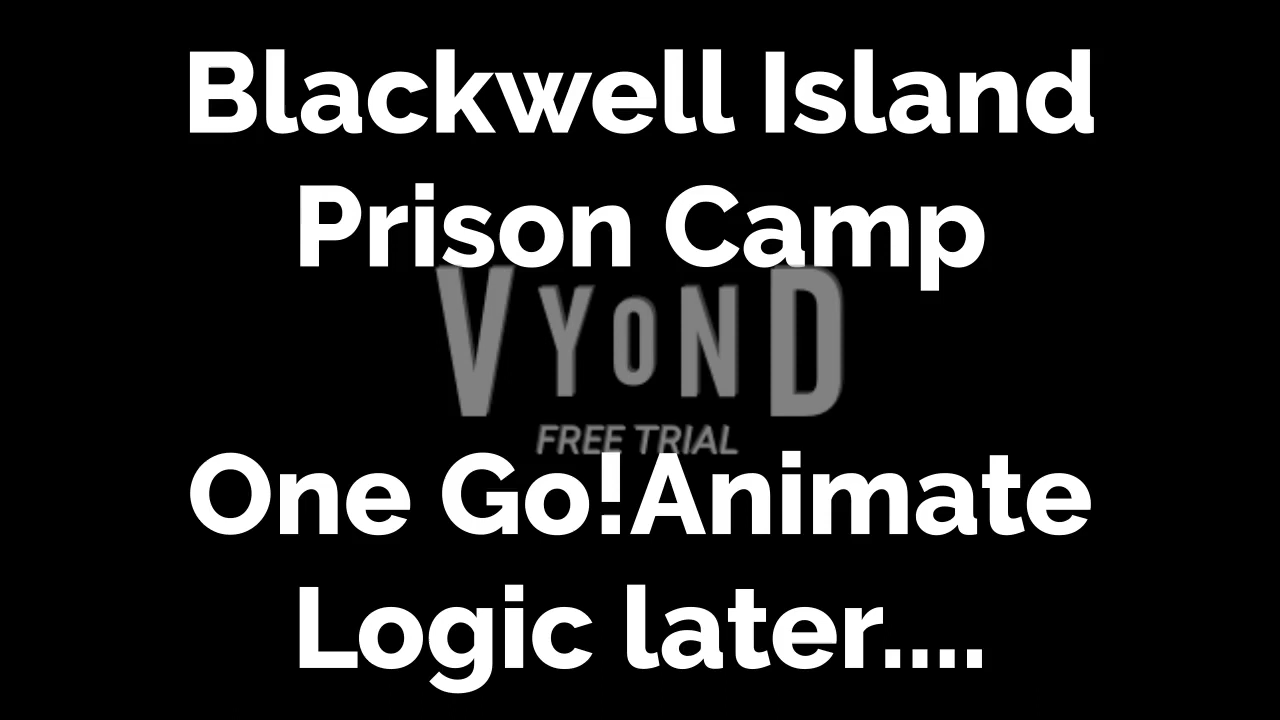 Blackwell Island
Prison Camp
VYOND
FREE TRIAL
One Go!Animate
Logic later....